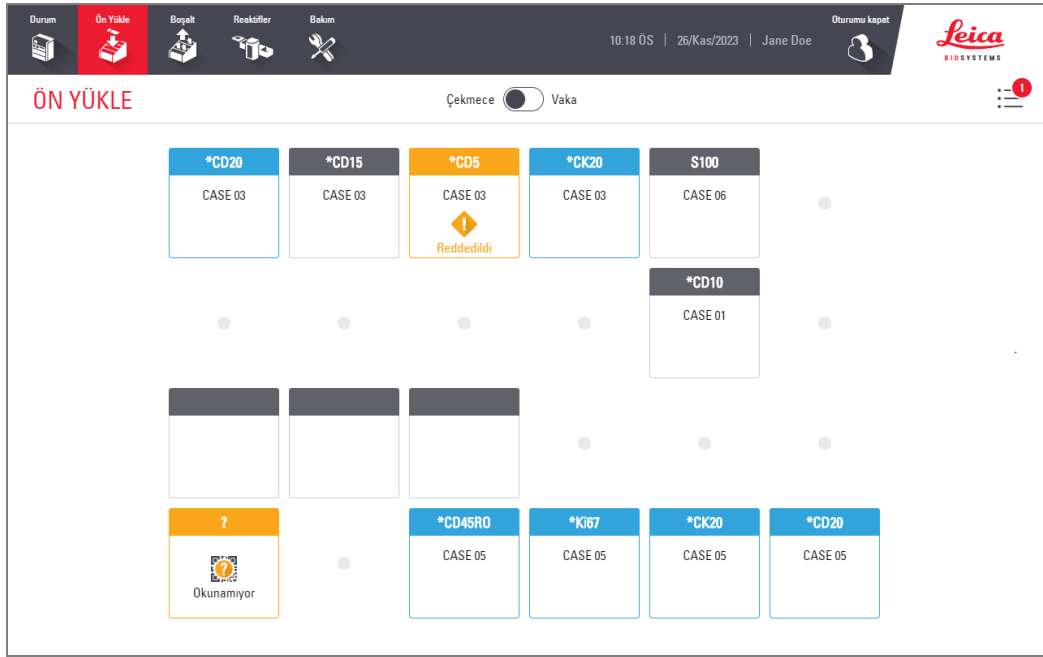 Durum
Ön Yükle
Boşalt
Reaktifler
Bakım
10:18 ÖS | 26/Kas/2023 | Jane Doe
Oturumu kapat
Leica
BIOSYSTEMS
ÖN YÜKLE
Çekmece
Vaka
1
*CD20
*CD15
*CD5
*CK20
S100
CASE 03
CASE 03
CASE 03
CASE 03
CASE 06
!
Reddedildi
*CD10
CASE 01
?
*CD45RO
*Ki67
*CK20
*CD20
CASE 05
CASE 05
CASE 05
CASE 05
?
Okunamıyor